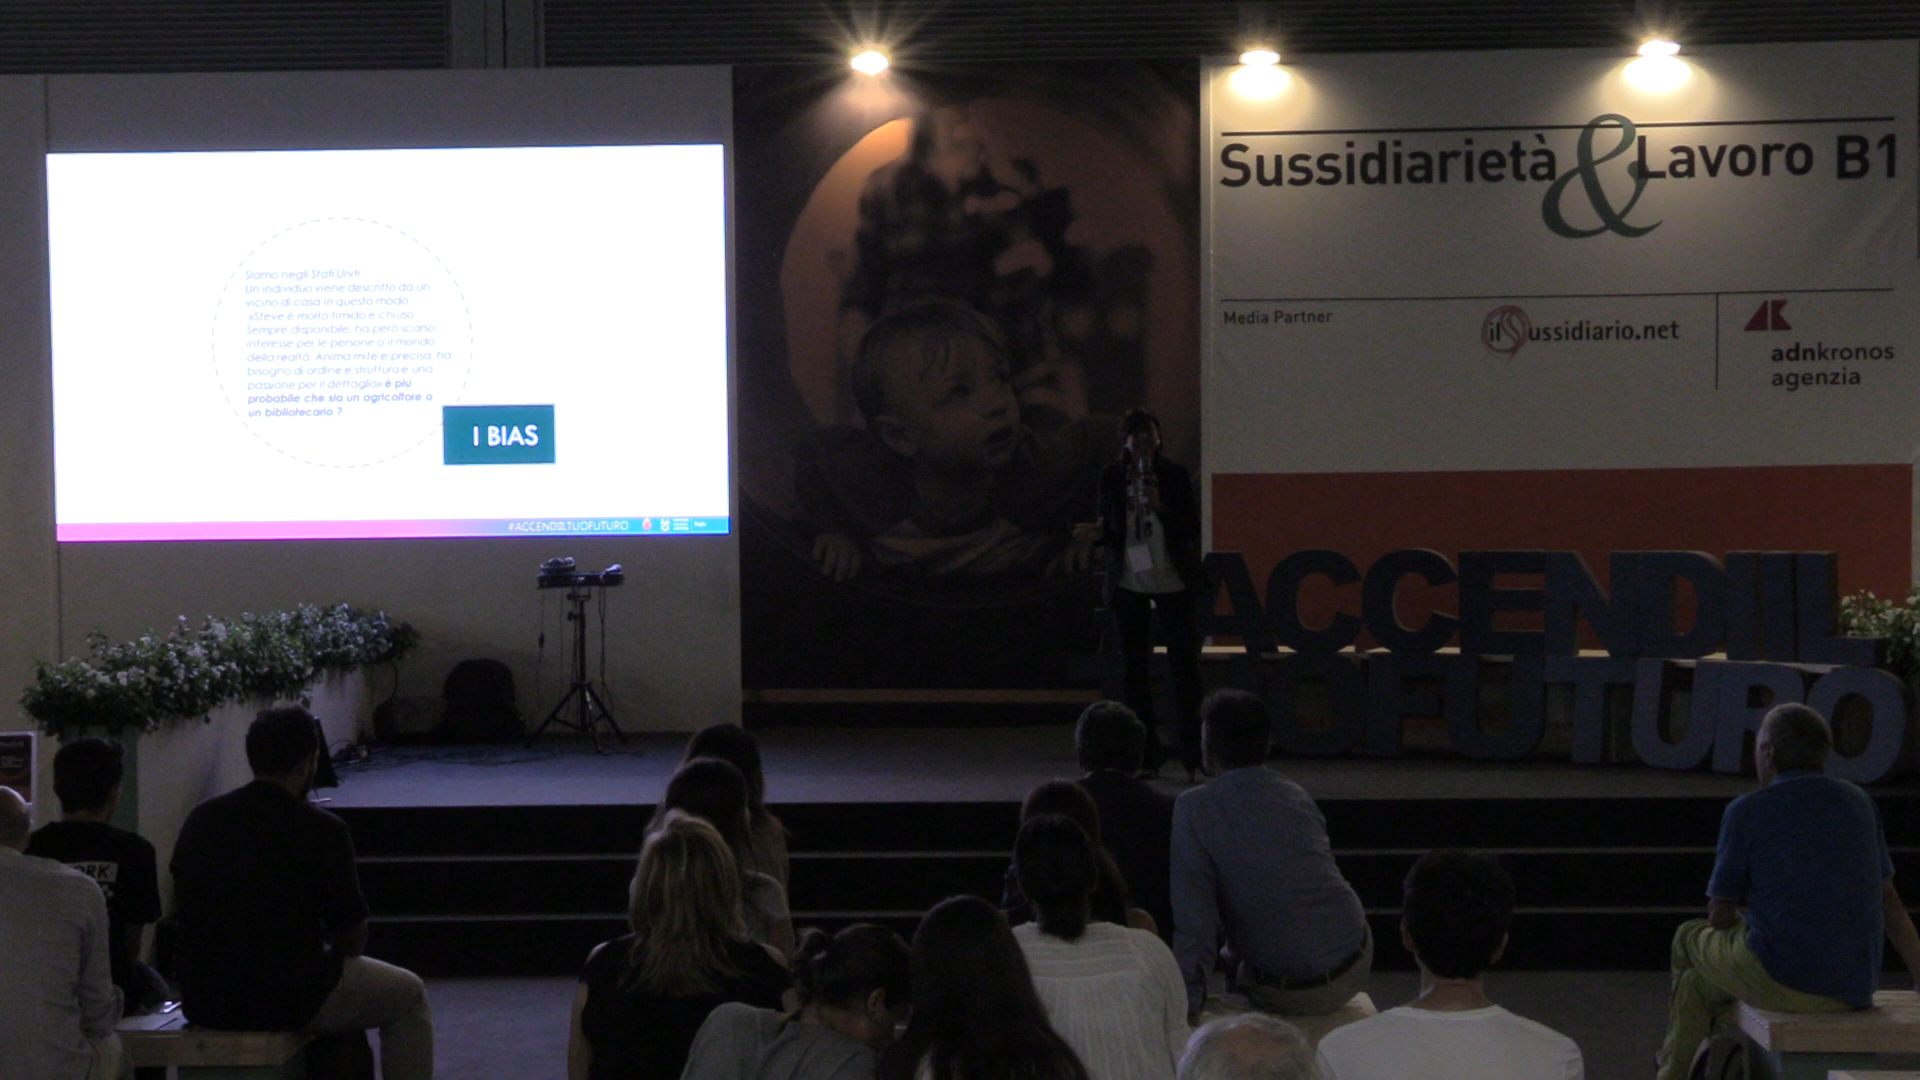 Siamo negli Stati Uniti
Un individuo viene descritto da un
vicino di casa in questo modo:
«Steve è molto timido e chiuso
Sempre disponibile, ha però scarso
interesse per le persone o il mondo
della realtà. Anima mite e precisa, ha
bisogno di ordine e struttura e una
passione per il dettaglio» è più
probabile che sia un agricoltore o
un bibliotecario ?
I BIAS
#ACCENDIILTUOFUTURO
Sussidiarietà & Lavoro B1
Media Partner
ilSussidiario.net
adnkronos
agenzia
ACCENDIIL
UOFUTURO